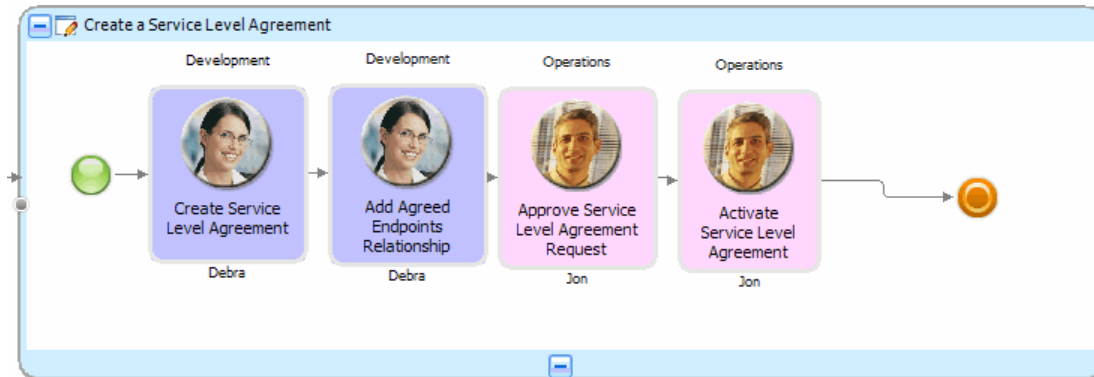 Create a Service Level Agreement
Development
Development
Operations
Operations
Create Service
Level Agreement
Add Agreed
Endpoints
Relationship
Approve Service
Level Agreement
Request
Activate
Service Level
Agreement
Debra
Debra
Jon
Jon